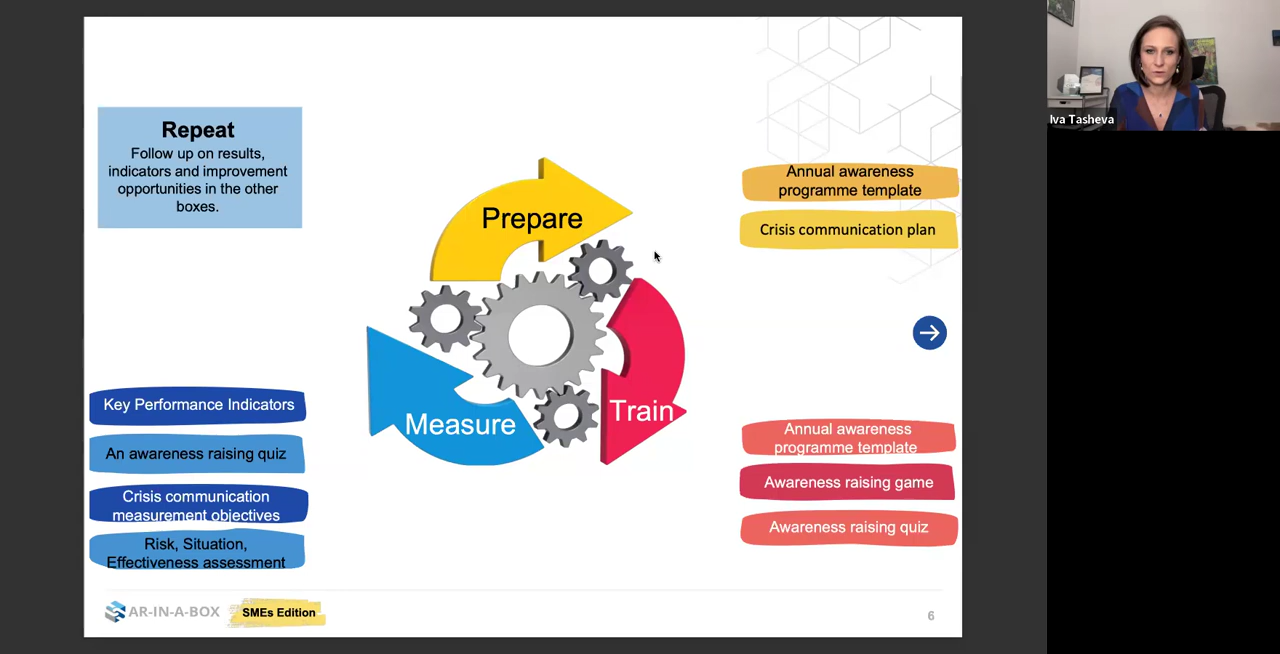 Repeat
Follow up on results,
indicators and improvement
opportunities in the other
boxes.
Prepare
Train
Measure
Annual awareness
programme template
Crisis communication plan
Annual awareness
programme template
Awareness raising game
Awareness raising quiz
Key Performance Indicators
An awareness raising quiz
Crisis communication
measurement objectives
Risk, Situation,
Effectiveness assessment
AR-IN-A-BOX
SMEs Edition
6
Iva Tasheva